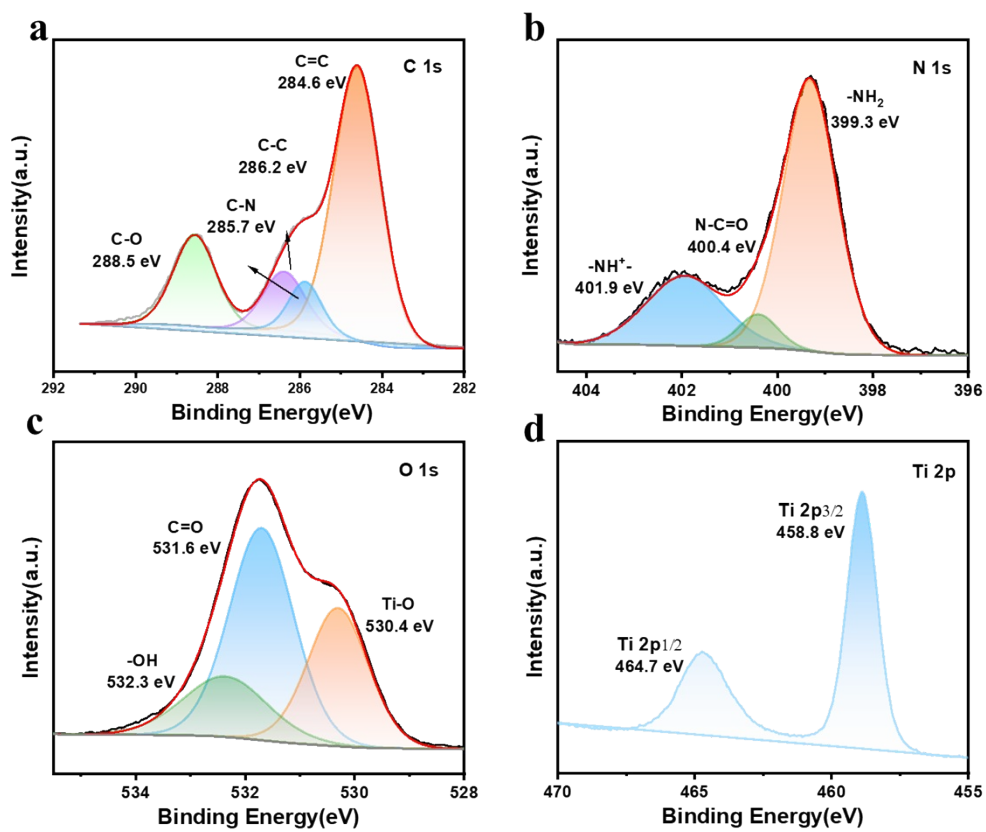 a
C 1s
C=C
284.6 eV
C-C
286.2 eV
C-N
285.7 eV
C-O
288.5 eV
Intensity(a.u.)
292 290 288 286 284 282
Binding Energy(eV)
b
N 1s
-NH₂
399.3 eV
N-C=O
400.4 eV
-NH⁺-
401.9 eV
Intensity(a.u.)
404 402 400 398 396
Binding Energy(eV)
c
O 1s
C=O
531.6 eV
Ti-O
530.4 eV
-OH
532.3 eV
Intensity(a.u.)
534 532 530 528
Binding Energy(eV)
d
Ti 2p
Ti 2p3/2
458.8 eV
Ti 2p1/2
464.7 eV
Intensity(a.u.)
470 465 460 455
Binding Energy(eV)